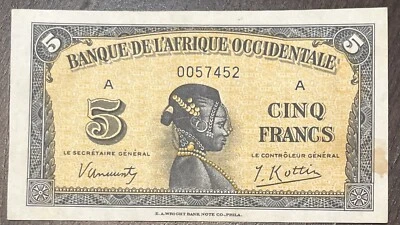 5 BANQUE DE L'AFRIQUE OCCIDENTALE 5
A 0057452 A
5 CINQ
FRANCS
LE SECRÉTAIRE GÉNÉRAL LE CONTRÔLEUR GÉNÉRAL
E.A.WRIGHT BANK NOTE CO., PHILA.